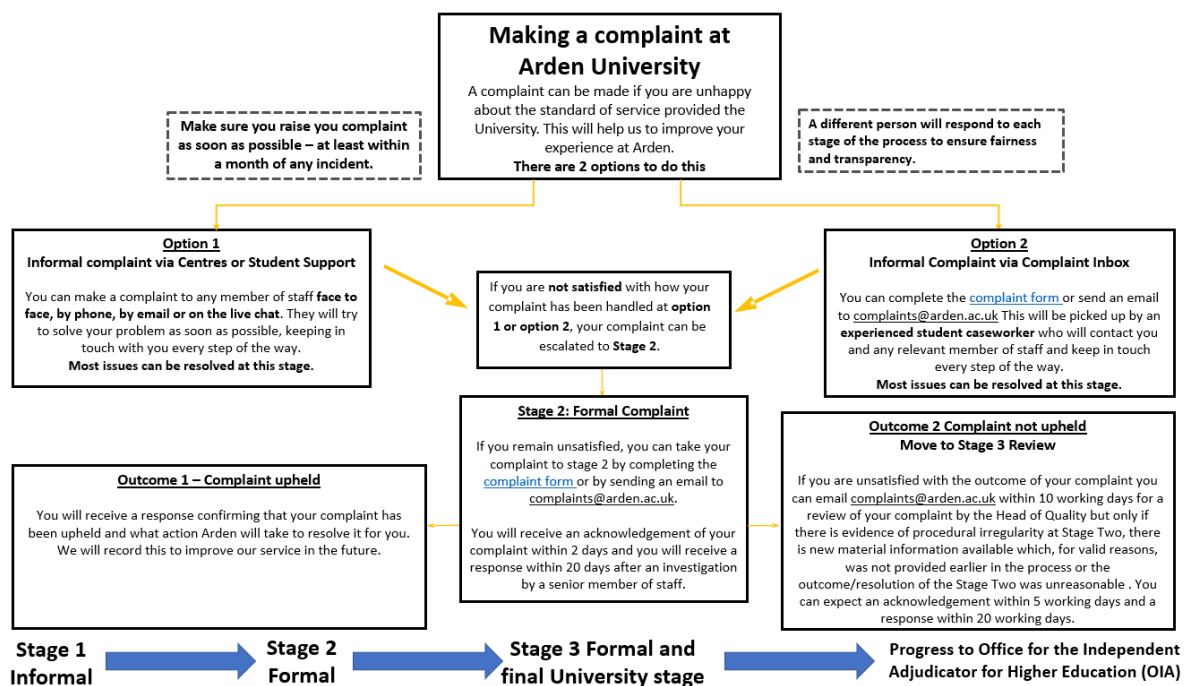 Making a complaint at
Arden University
A complaint can be made if you are unhappy
about the standard of service provided the
University. This will help us to improve your
experience at Arden.
There are 2 options to do this
Make sure you raise you complaint
as soon as possible – at least within
a month of any incident.
A different person will respond to each
stage of the process to ensure fairness
and transparency.
Option 1
Informal complaint via Centres or Student Support
You can make a complaint to any member of staff face to
face, by phone, by email or on the live chat. They will try
to solve your problem as soon as possible, keeping in
touch with you every step of the way.
Most issues can be resolved at this stage.
If you are not satisfied with how your
complaint has been handled at option
1 or option 2, your complaint can be
escalated to Stage 2.
Option 2
Informal Complaint via Complaint Inbox
You can complete the complaint form or send an email
to complaints@arden.ac.uk This will be picked up by an
experienced student caseworker who will contact you
and any relevant member of staff and keep in touch
every step of the way.
Most issues can be resolved at this stage.
Stage 2: Formal Complaint
If you remain unsatisfied, you can take your
complaint to stage 2 by completing the
complaint form or by sending an email to
complaints@arden.ac.uk.
You will receive an acknowledgement of your
complaint within 2 days and you will receive a
response within 20 days after an investigation
by a senior member of staff.
Outcome 1 – Complaint upheld
You will receive a response confirming that your complaint has
been upheld and what action Arden will take to resolve it for you.
We will record this to improve our service in the future.
Outcome 2 Complaint not upheld
Move to Stage 3 Review
If you are unsatisfied with the outcome of your complaint you
can email complaints@arden.ac.uk within 10 working days for a
review of your complaint by the Head of Quality but only if
there is evidence of procedural irregularity at Stage Two, there
is new material information available which, for valid reasons,
was not provided earlier in the process or the
outcome/resolution of the Stage Two was unreasonable . You
can expect an acknowledgement within 5 working days and a
response within 20 working days.
Stage 1
Informal
Stage 2
Formal
Stage 3 Formal and
final University stage
Progress to Office for the Independent
Adjudicator for Higher Education (OIA)